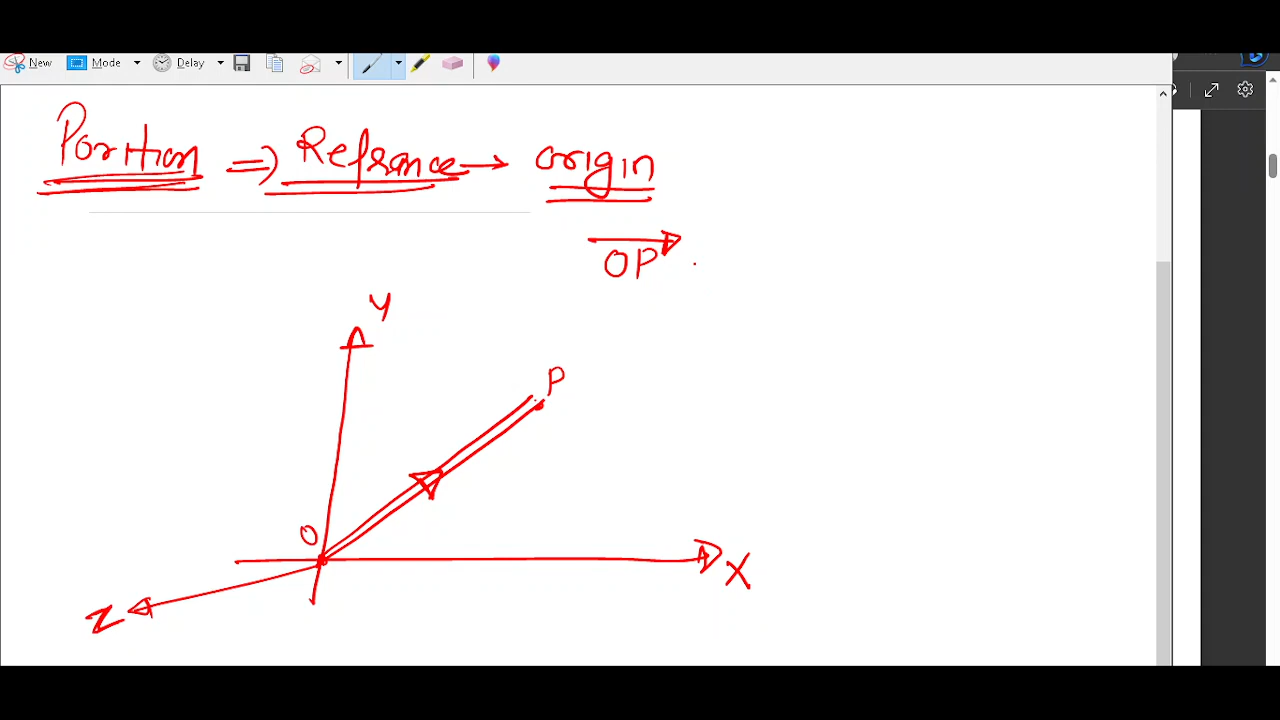 New Mode Delay
Position => Refrance → origin
OP
Y
P
O
X
Z